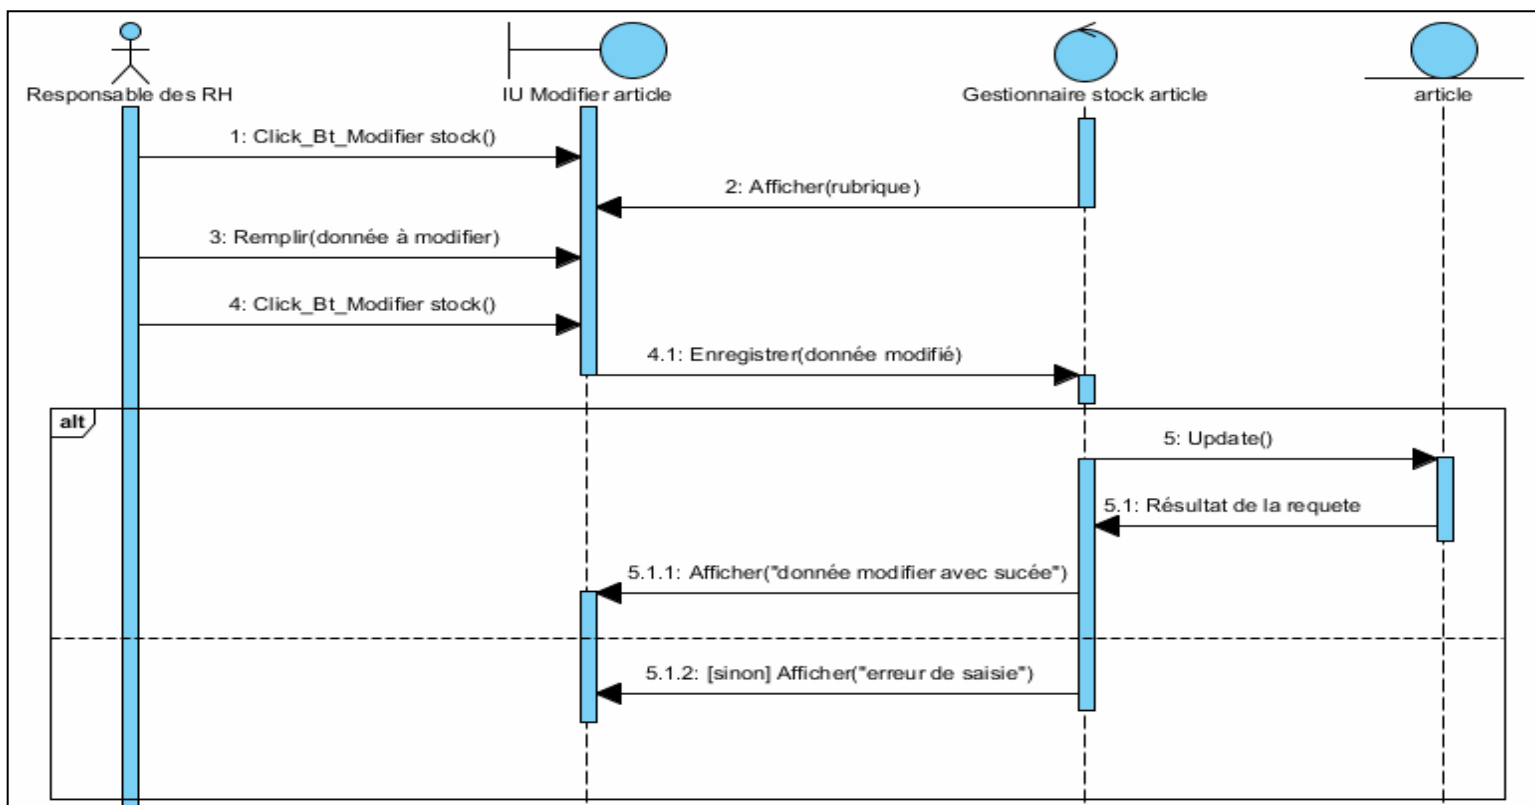 Responsable des RH
IU Modifier article
Gestionnaire stock article
article
1: Click_Bt_Modifier stock()
2: Afficher(rubrique)
3: Remplir(donnée à modifier)
4: Click_Bt_Modifier stock()
4.1: Enregistrer(donnée modifié)
alt
5: Update()
5.1: Résultat de la requete
5.1.1: Afficher("donnée modifier avec sucée")
5.1.2: [sinon] Afficher("erreur de saisie")